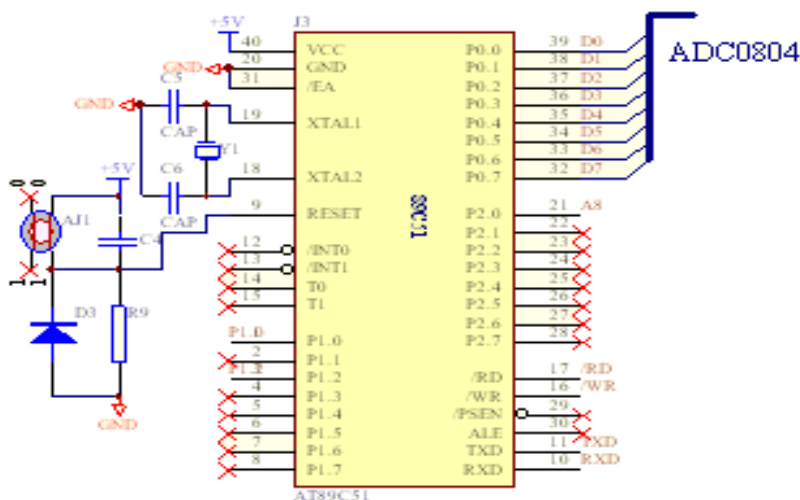 J3
+5V
40 VCC P0.0 39 D0
20 GND P0.1 38 D1
31 /EA P0.2 37 D2
P0.3 36 D3
19 XTAL1 P0.4 35 D4
P0.5 34 D5
P0.6 33 D6
18 XTAL2 P0.7 32 D7
9 RESET P2.0 21 A8
P2.1 22
12 /INT0 P2.2 23
13 /INT1 P2.3 24
14 T0 P2.4 25
15 T1 P2.5 26
P2.6 27
P1.0 P1.0 P2.7 28
2 P1.1
P1.2 /RD 17 /RD
4 P1.3 /WR 16 /WR
5 P1.4 /PSEN 29
6 P1.5 ALE 30
7 P1.6 TXD 11 TXD
8 P1.7 RXD 10 RXD
AT89C51
ADC0804
GND
C5
GND
CAP
Y1
C6
CAP
+5V
0 0
AJ1
C4
1 1
D3
R9
GND